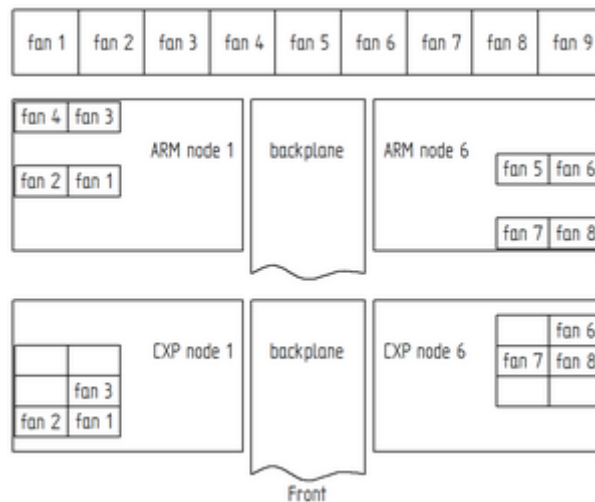 fan 1 fan 2 fan 3 fan 4 fan 5 fan 6 fan 7 fan 8 fan 9
fan 4 fan 3
ARM node 1 backplane ARM node 6
fan 5 fan 6
fan 2 fan 1
fan 7 fan 8
fan 6
CXP node 1 backplane CXP node 6
fan 7 fan 8
fan 3
fan 2 fan 1
Front